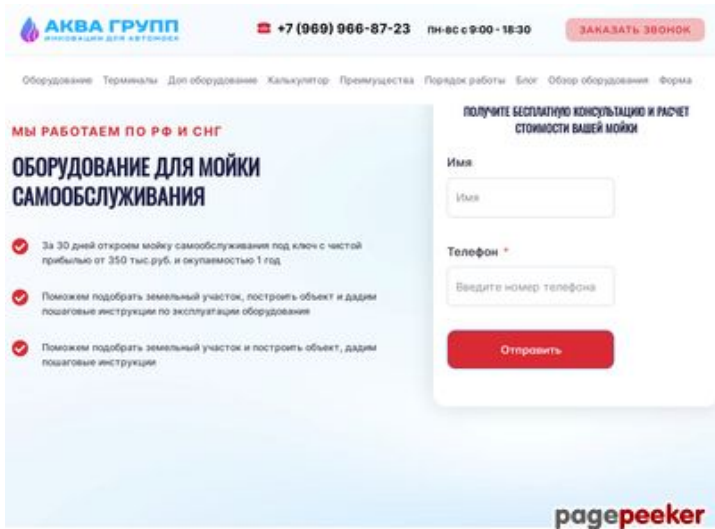 АКВА ГРУПП
ИННОВАЦИИ ДЛЯ АВТОМОЕК
+7 (969) 966-87-23
ПН-ВС с 9:00 - 18:30
ЗАКАЗАТЬ ЗВОНОК
Оборудование Терминалы Доп оборудование Калькулятор Преимущества Порядок работы Блог Обзор оборудования Форма
МЫ РАБОТАЕМ ПО РФ И СНГ
ОБОРУДОВАНИЕ ДЛЯ МОЙКИ
САМООБСЛУЖИВАНИЯ
За 30 дней откроем мойку самообслуживания под ключ с чистой
прибылью от 350 тыс.руб. и окупаемостью 1 год
Поможем подобрать земельный участок, построить объект и дадим
пошаговые инструкции по эксплуатации оборудования
Поможем подобрать земельный участок и построить объект, дадим
пошаговые инструкции
ПОЛУЧИТЕ БЕСПЛАТНУЮ КОНСУЛЬТАЦИЮ И РАСЧЕТ
СТОИМОСТИ ВАШЕЙ МОЙКИ
Имя
Имя
Телефон *
Введите номер телефона
Отправить
pagepeeker